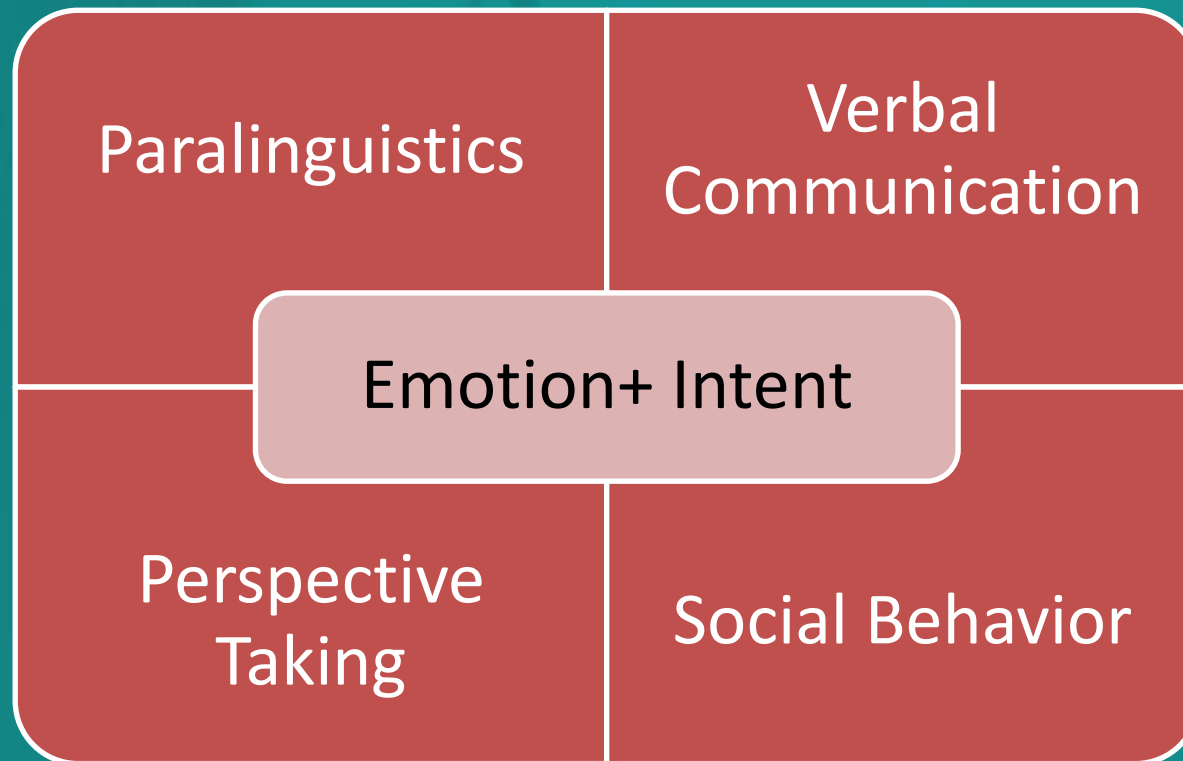 Paralinguistics
Verbal
Communication
Emotion+ Intent
Perspective
Taking
Social Behavior